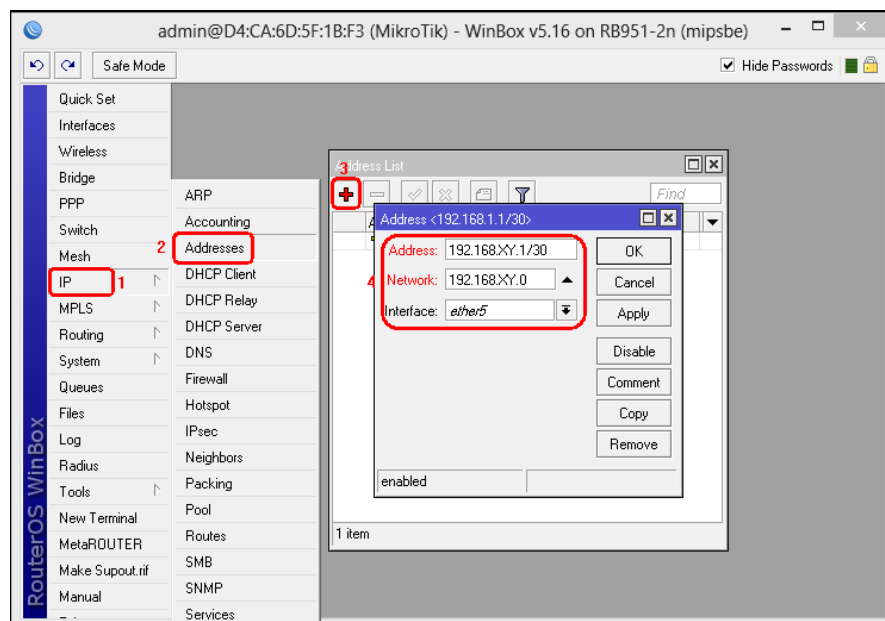 admin@D4:CA:6D:5F:1B:F3 (MikroTik) - WinBox v5.16 on RB951-2n (mipsbe)
Safe Mode
Hide Passwords
RouterOS WinBox
Quick Set
Interfaces
Wireless
Bridge
PPP
Switch
Mesh
IP 1
MPLS
Routing
System
Queues
Files
Log
Radius
Tools
New Terminal
MetaROUTER
Make Supout.rif
Manual
ARP
Accounting
2 Addresses
DHCP Client
DHCP Relay
DHCP Server
DNS
Firewall
Hotspot
IPsec
Neighbors
Packing
Pool
Routes
SMB
SNMP
Services
Address List
3
Find
Address <192.168.1.1/30>
Address: 192.168.XY.1/30
4 Network: 192.168.XY.0
Interface: ether5
OK
Cancel
Apply
Disable
Comment
Copy
Remove
enabled
1 item